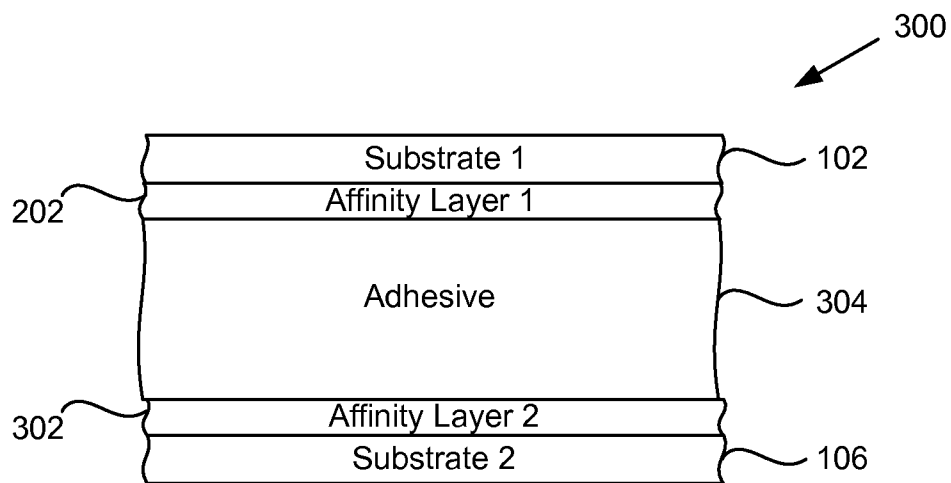 300
Substrate 1
102
202
Affinity Layer 1
Adhesive
304
302
Affinity Layer 2
Substrate 2
106